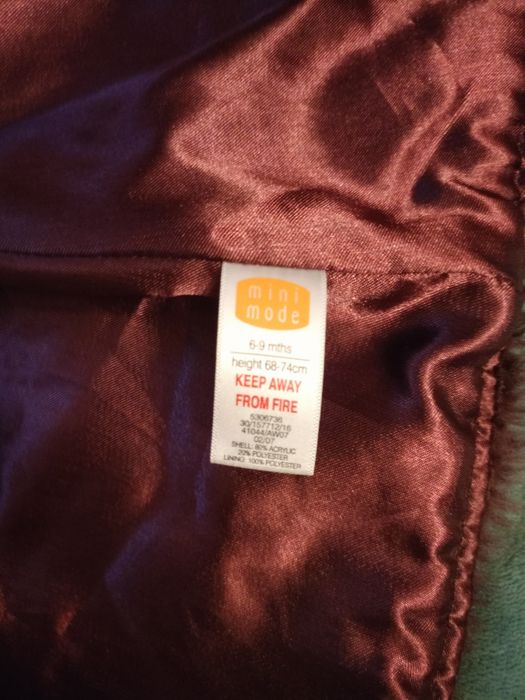 mini
mode
6-9 mths
height 68-74cm
KEEP AWAY
FROM FIRE
5306736
30/157712/16
41044/AW07
02/07
SHELL: 80% ACRYLIC
20% POLYESTER
LINING: 100% POLYESTER